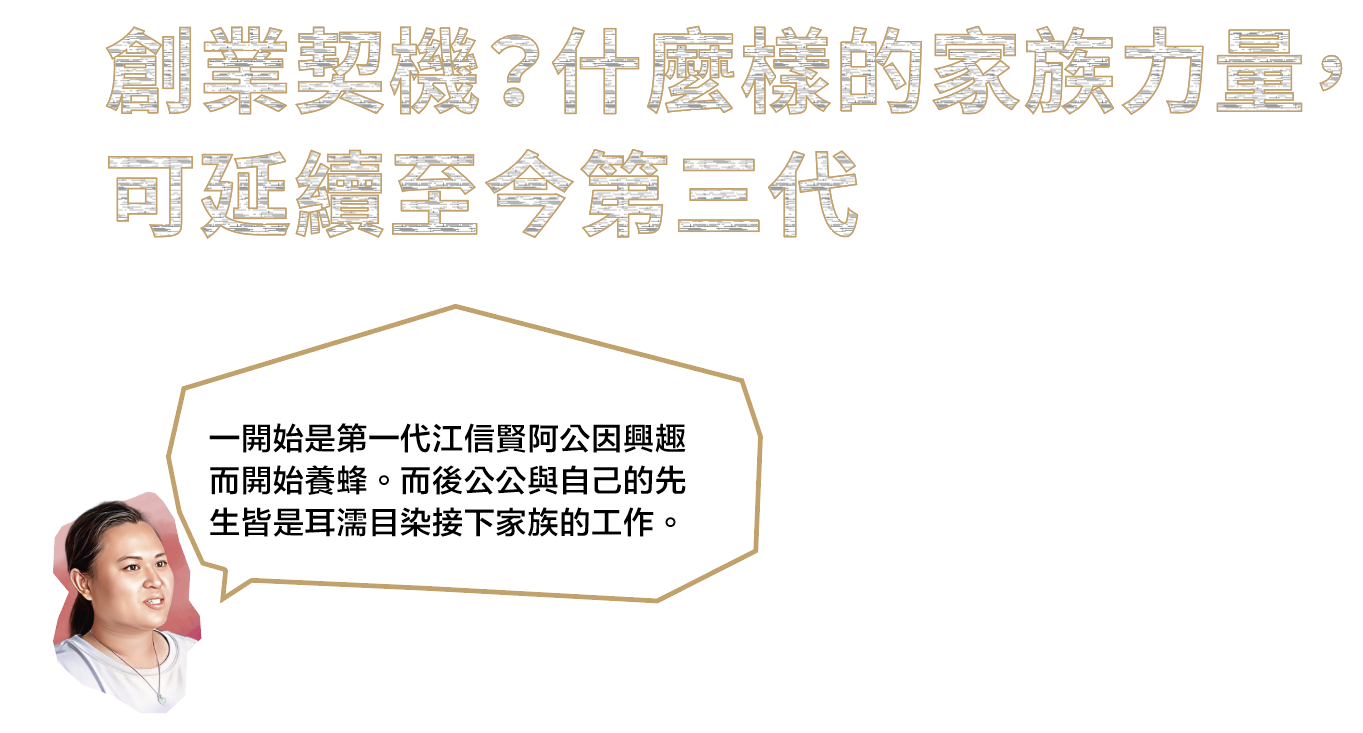 創業契機？什麼樣的家族力量，
可延續至今第三代
一開始是第一代江信賢阿公因興趣
而開始養蜂。而後公公與自己的先
生皆是耳濡目染接下家族的工作。